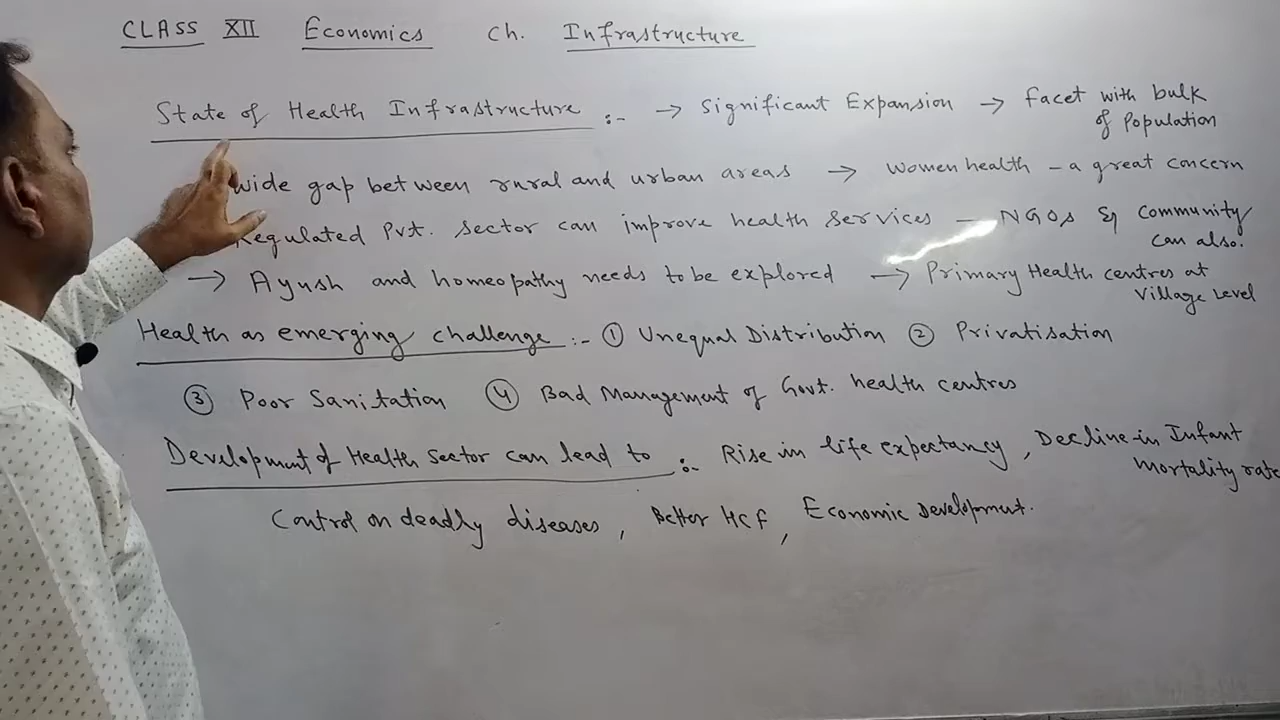 CLASS XII Economics Ch. Infrastructure
State of Health Infrastructure :- → Significant Expansion → facet with bulk of Population
wide gap between rural and urban areas → women health - a great concern
Regulated Pvt. sector can improve health services - NGOs & Community can also.
→ Ayush and homeopathy needs to be explored → Primary Health centres at Village Level
Health as emerging challenge :- ① Unequal Distribution ② Privatisation
③ Poor Sanitation ④ Bad Management of Govt. health centres
Development of Health Sector can lead to :- Rise in life expectancy, Decline in Infant mortality rate
Control on deadly diseases, Better HCF, Economic Development.